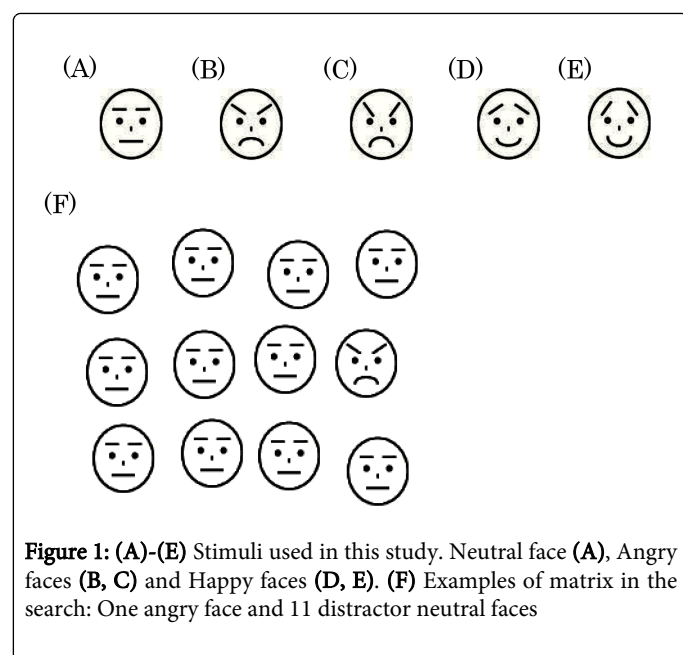 (A) (B) (C) (D) (E)
(F)
Figure 1: (A)-(E) Stimuli used in this study. Neutral face (A), Angry
faces (B, C) and Happy faces (D, E). (F) Examples of matrix in the
search: One angry face and 11 distractor neutral faces